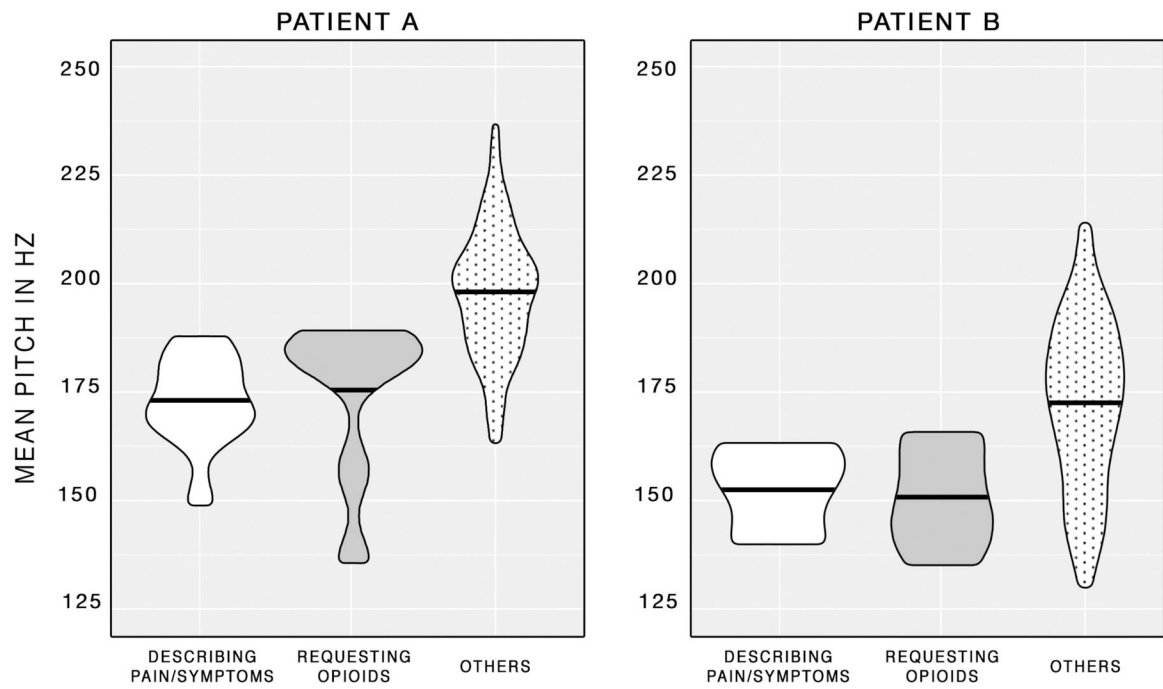 PATIENT A
PATIENT B
MEAN PITCH IN HZ
250
225
200
175
150
125
250
225
200
175
150
125
DESCRIBING
PAIN/SYMPTOMS
REQUESTING
OPIOIDS
OTHERS
DESCRIBING
PAIN/SYMPTOMS
REQUESTING
OPIOIDS
OTHERS